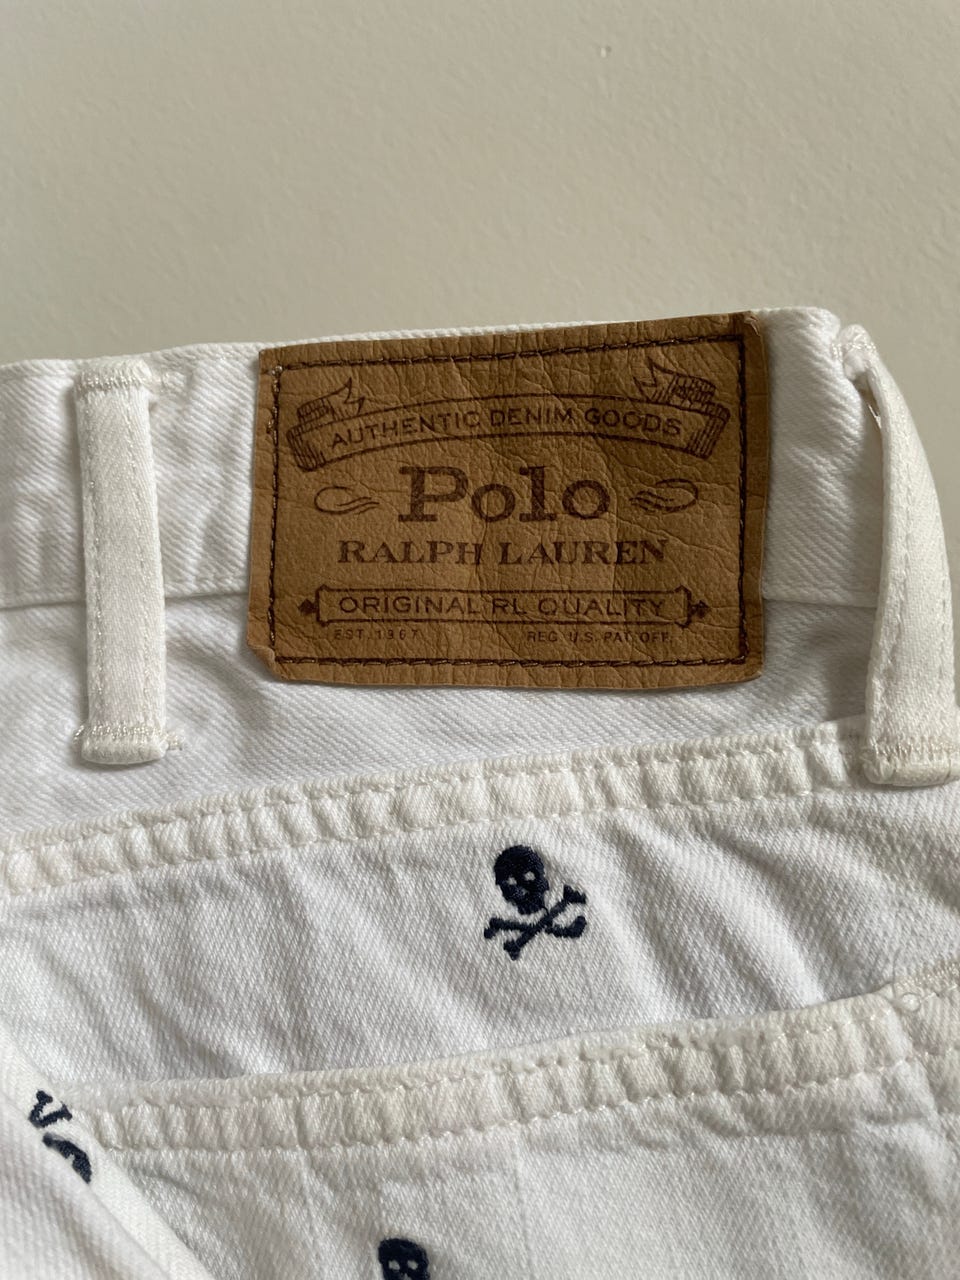 AUTHENTIC DENIM GOODS
Polo
RALPH LAUREN
ORIGINAL RL QUALITY
EST. 1967 REG. U.S. PAT. OFF.